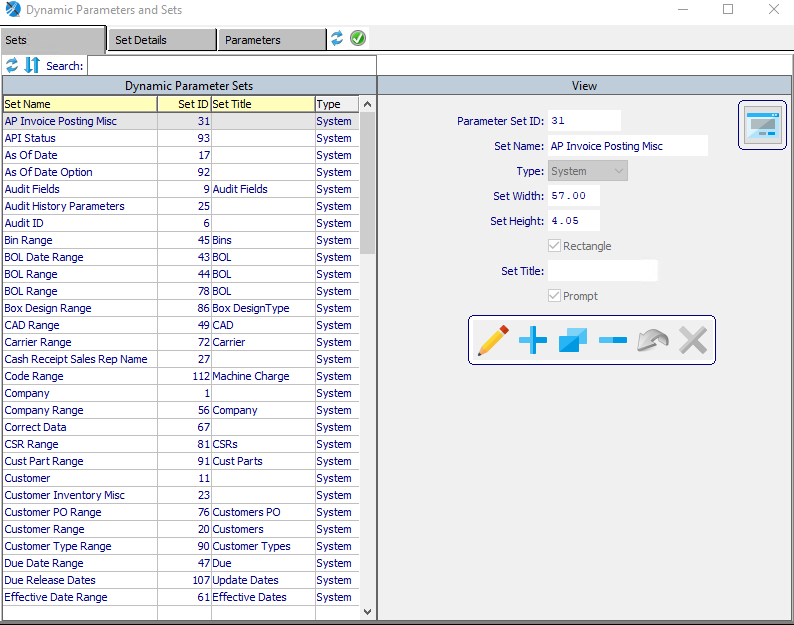 Dynamic Parameters and Sets
Sets Set Details Parameters
Search:
Dynamic Parameter Sets
Set Name Set ID Set Title Type
AP Invoice Posting Misc 31 System
API Status 93 System
As Of Date 17 System
As Of Date Option 92 System
Audit Fields 9 Audit Fields System
Audit History Parameters 25 System
Audit ID 6 System
Bin Range 45 Bins System
BOL Date Range 43 BOL System
BOL Range 44 BOL System
BOL Range 78 BOL System
Box Design Range 86 Box DesignType System
CAD Range 49 CAD System
Carrier Range 72 Carrier System
Cash Receipt Sales Rep Name 27 System
Code Range 112 Machine Charge System
Company 1 System
Company Range 56 Company System
Correct Data 67 System
CSR Range 81 CSRs System
Cust Part Range 91 Cust Parts System
Customer 11 System
Customer Inventory Misc 23 System
Customer PO Range 76 Customers PO System
Customer Range 20 Customers System
Customer Type Range 90 Customer Types System
Due Date Range 47 Due System
Due Release Dates 107 Update Dates System
Effective Date Range 61 Effective Dates System
View
Parameter Set ID: 31
Set Name: AP Invoice Posting Misc
Type: System
Set Width: 57.00
Set Height: 4.05
Rectangle
Set Title:
Prompt